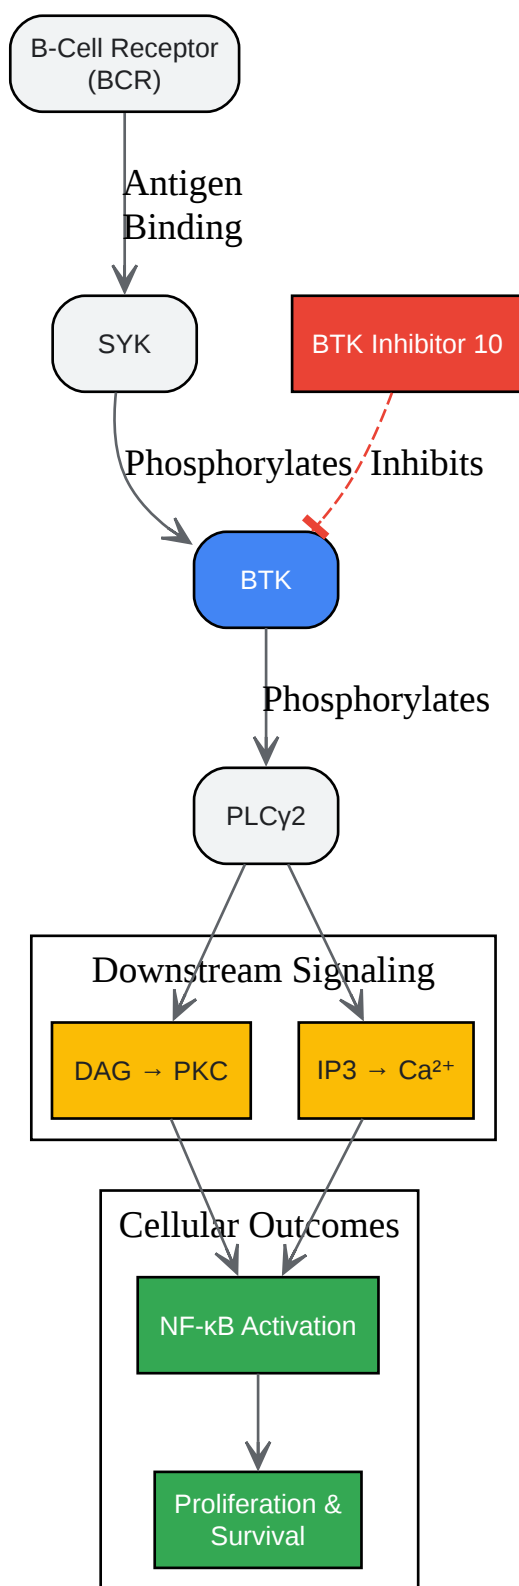 B-Cell Receptor
(BCR)
Antigen
Binding
SYK
BTK Inhibitor 10
Phosphorylates
Inhibits
BTK
Phosphorylates
PLCγ2
Downstream Signaling
DAG → PKC
IP3 → Ca²⁺
Cellular Outcomes
NF-κB Activation
Proliferation &
Survival